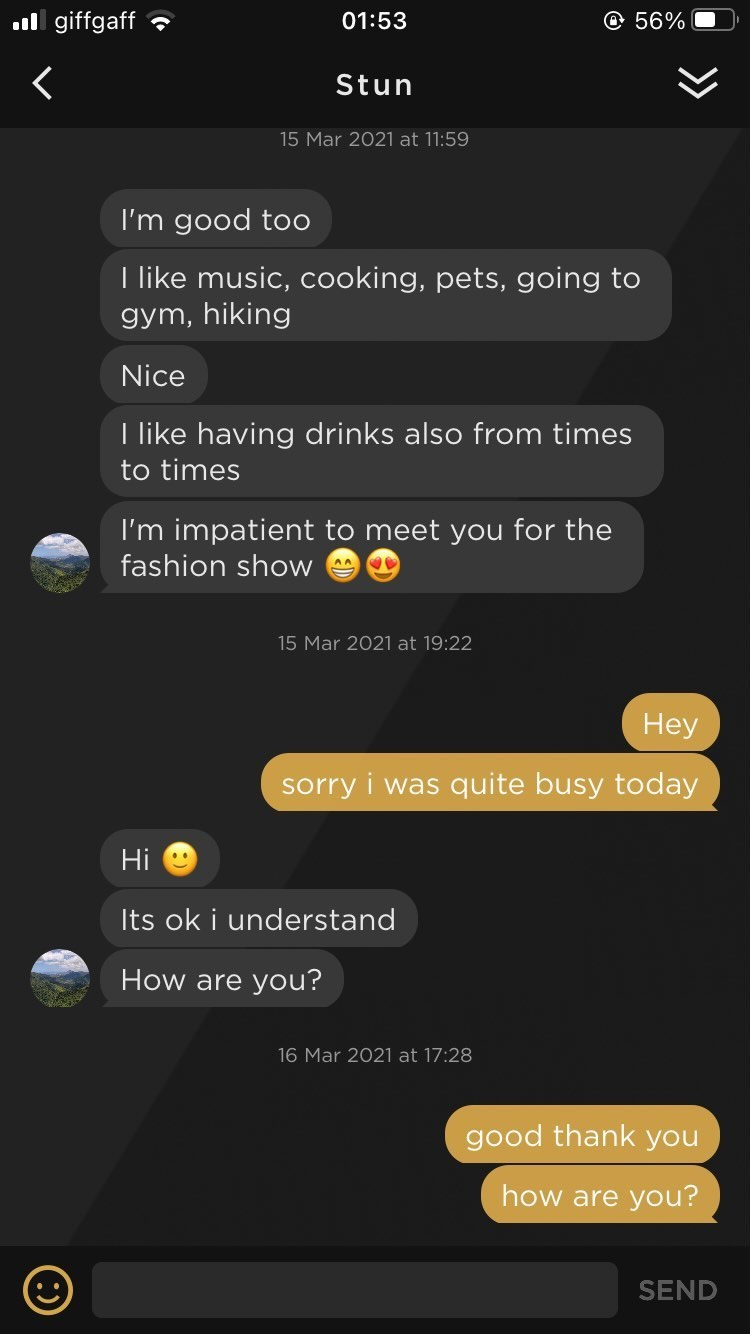 giffgaff 01:53 56%
Stun
15 Mar 2021 at 11:59
I'm good too
I like music, cooking, pets, going to
gym, hiking
Nice
I like having drinks also from times
to times
I'm impatient to meet you for the
fashion show 😁😍
15 Mar 2021 at 19:22
Hey
sorry i was quite busy today
Hi 🙂
Its ok i understand
How are you?
16 Mar 2021 at 17:28
good thank you
how are you?
SEND